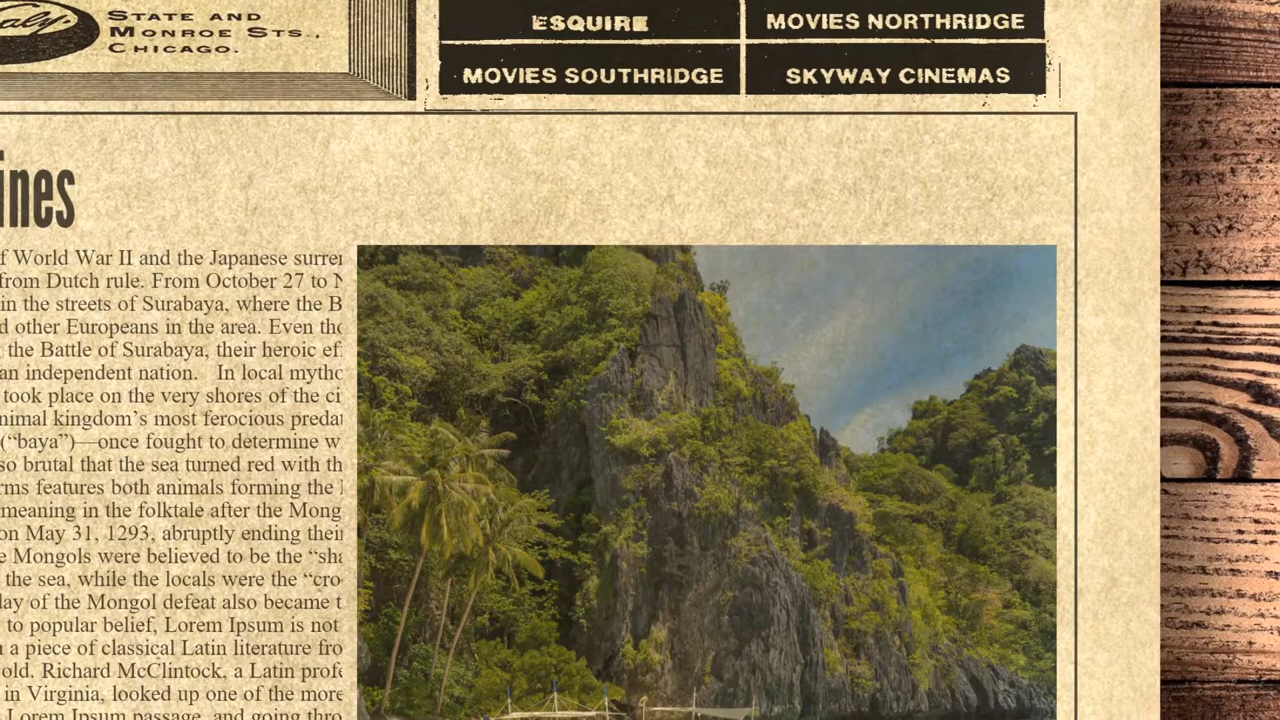 STATE AND
MONROE STS.,
CHICAGO.
ESQUIRE
MOVIES NORTHRIDGE
MOVIES SOUTHRIDGE
SKYWAY CINEMAS
ines
f World War II and the Japanese surre
from Dutch rule. From October 27 to N
in the streets of Surabaya, where the B
d other Europeans in the area. Even tho
the Battle of Surabaya, their heroic ef
an independent nation. In local mytho
took place on the very shores of the ci
nimal kingdom’s most ferocious preda
(“baya”)—once fought to determine w
so brutal that the sea turned red with th
rms features both animals forming the
meaning in the folktale after the Mong
on May 31, 1293, abruptly ending thei
e Mongols were believed to be the “sha
the sea, while the locals were the “cro
day of the Mongol defeat also became t
to popular belief, Lorem Ipsum is not
a piece of classical Latin literature fro
old. Richard McClintock, a Latin profe
in Virginia, looked up one of the more
Lorem Ipsum passage, and going thro